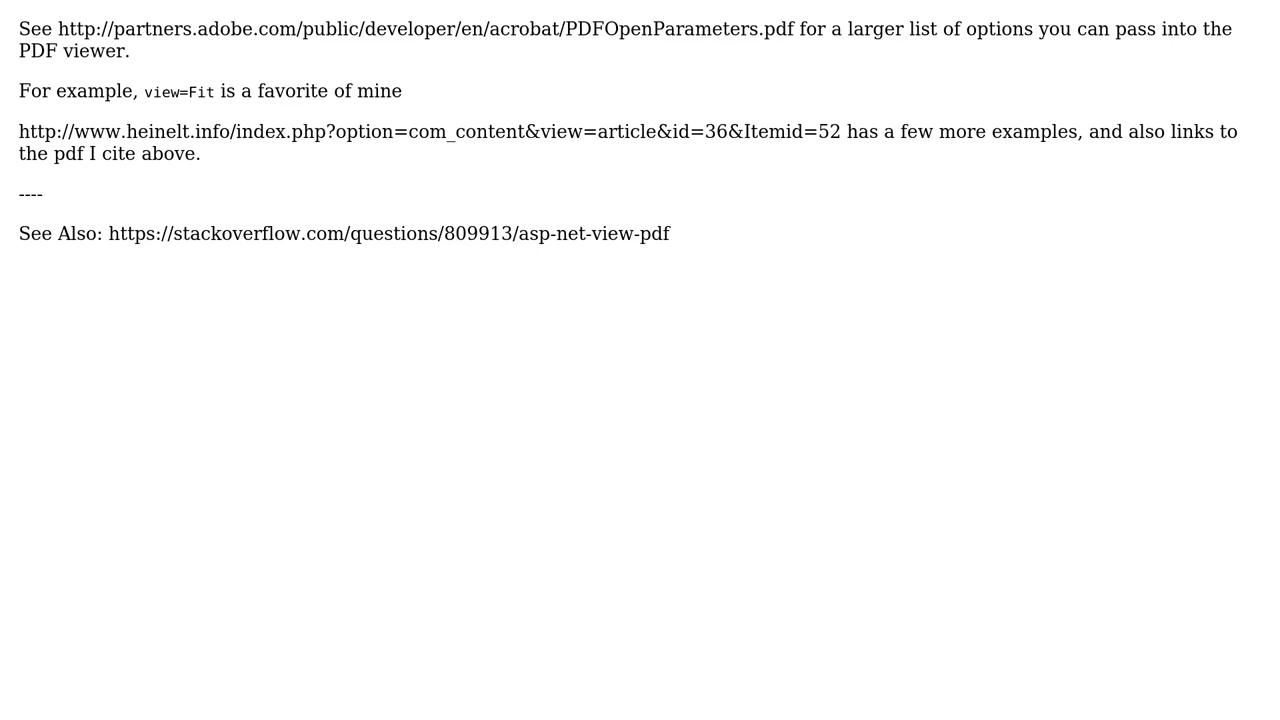 See http://partners.adobe.com/public/developer/en/acrobat/PDFOpenParameters.pdf for a larger list of options you can pass into the
PDF viewer.
For example, view=Fit is a favorite of mine
http://www.heinelt.info/index.php?option=com_content&view=article&id=36&Itemid=52 has a few more examples, and also links to
the pdf I cite above.
----
See Also: https://stackoverflow.com/questions/809913/asp-net-view-pdf